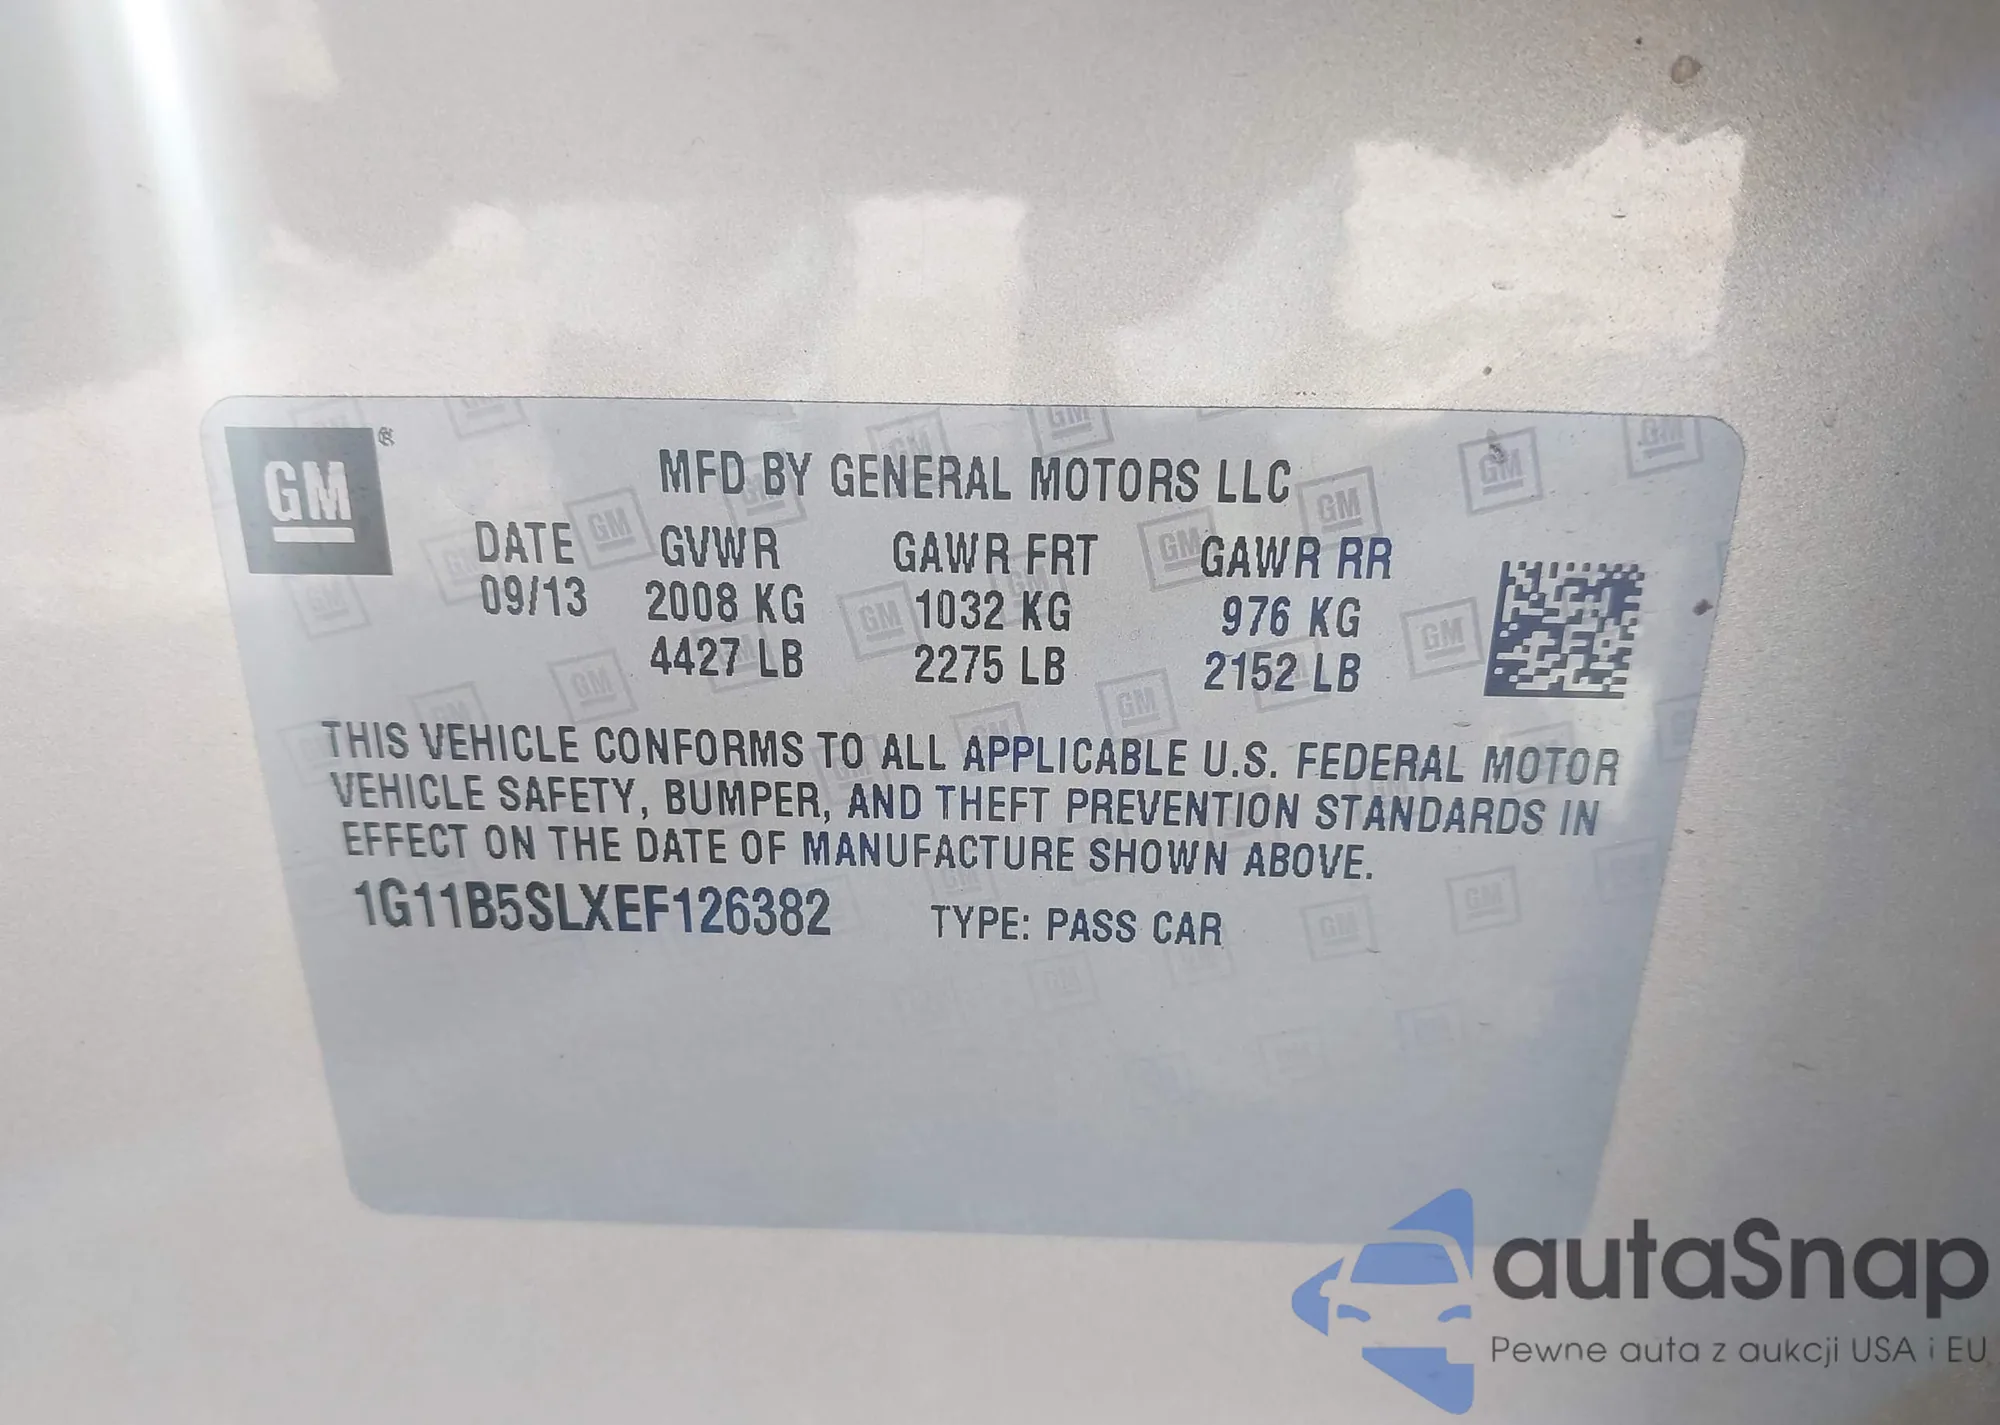 GM®
MFD BY GENERAL MOTORS LLC
DATE GVWR GAWR FRT GAWR RR
09/13 2008 KG 1032 KG 976 KG
4427 LB 2275 LB 2152 LB
THIS VEHICLE CONFORMS TO ALL APPLICABLE U.S. FEDERAL MOTOR
VEHICLE SAFETY, BUMPER, AND THEFT PREVENTION STANDARDS IN
EFFECT ON THE DATE OF MANUFACTURE SHOWN ABOVE.
1G11B5SLXEF126382 TYPE: PASS CAR
autaSnap
Pewne auta z aukcji USA i EU